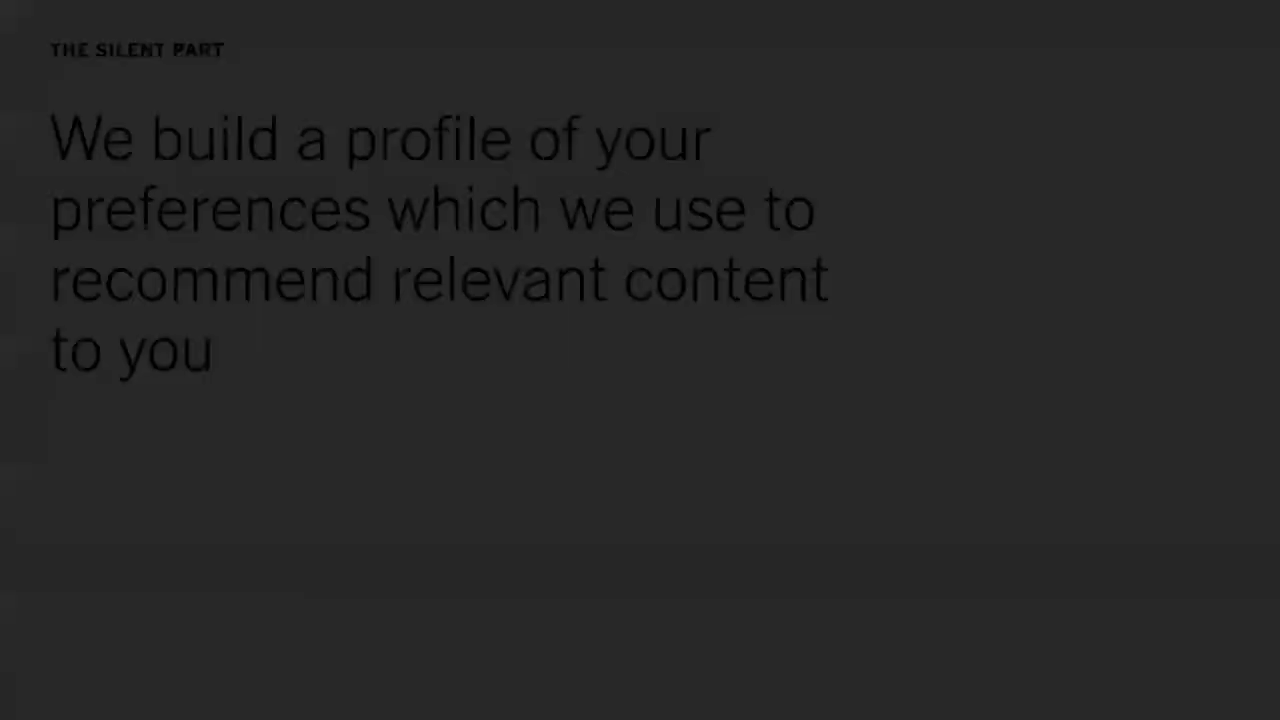 THE SILENT PART
We build a profile of your
preferences which we use to
recommend relevant content
to you